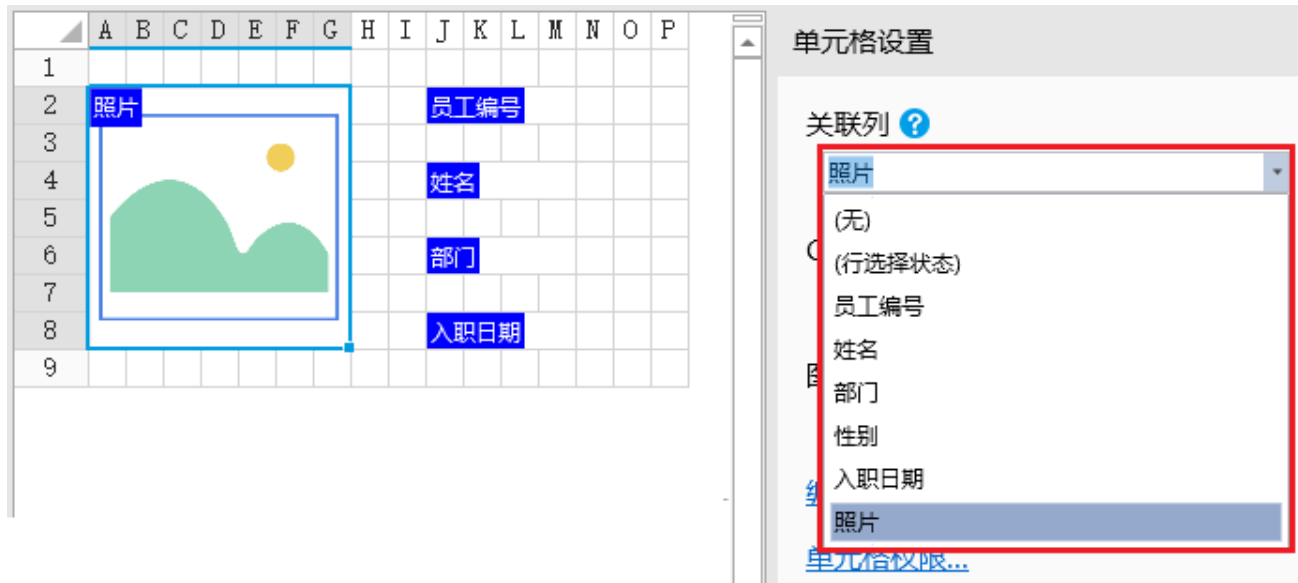 A B C D E F G H I J K L M N O P
1
2
3
4
5
6
7
8
9
照片
员工编号
姓名
部门
入职日期
单元格设置
关联列 ?
照片
(无)
(行选择状态)
员工编号
姓名
部门
性别
入职日期
照片
单元格权限...